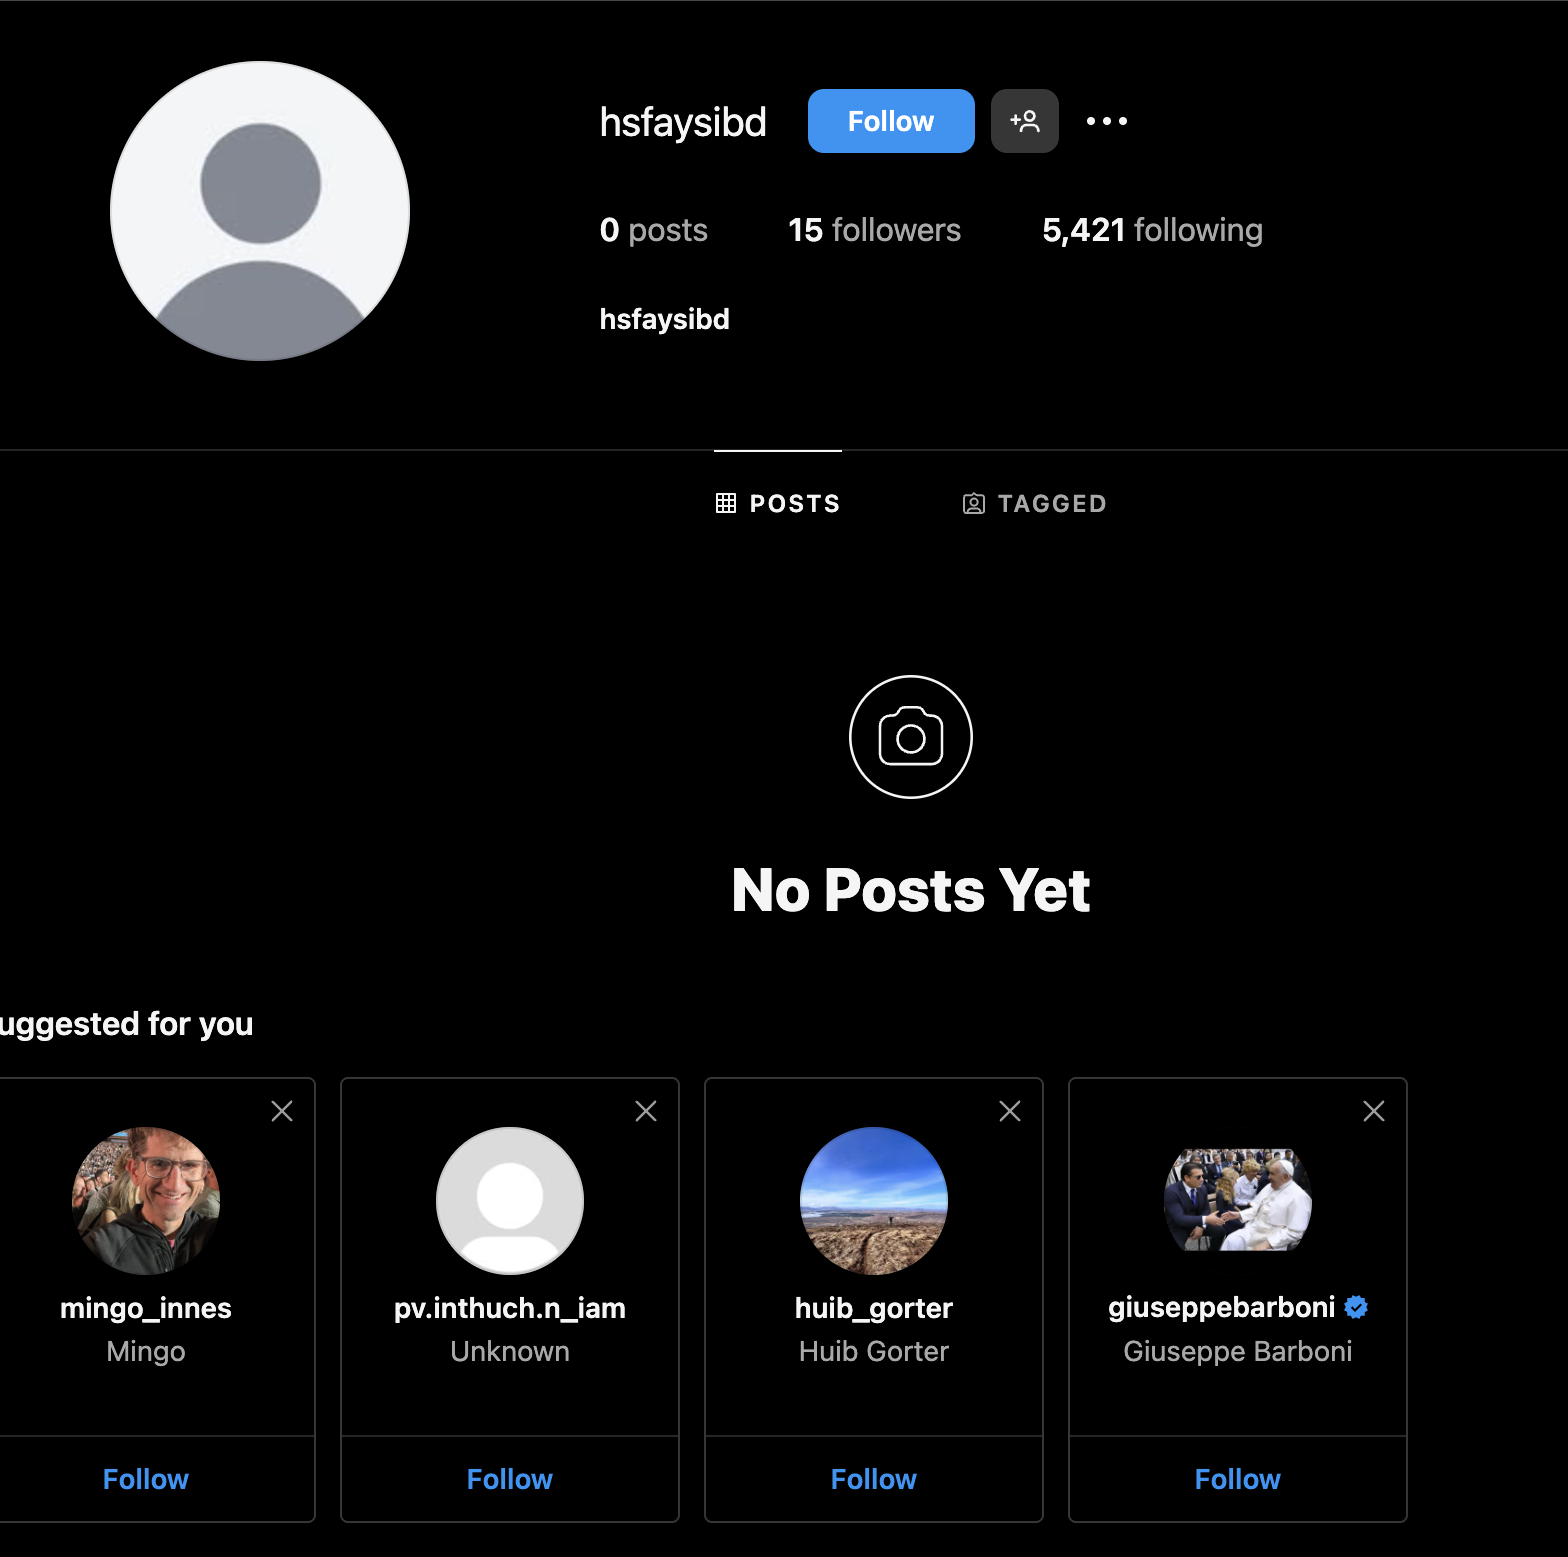 hsfaysibd Follow
0 posts 15 followers 5,421 following
hsfaysibd
POSTS TAGGED
No Posts Yet
uggested for you
mingo_innes
Mingo
Follow
pv.inthuch.n_iam
Unknown
Follow
huib_gorter
Huib Gorter
Follow
giuseppebarboni
Giuseppe Barboni
Follow